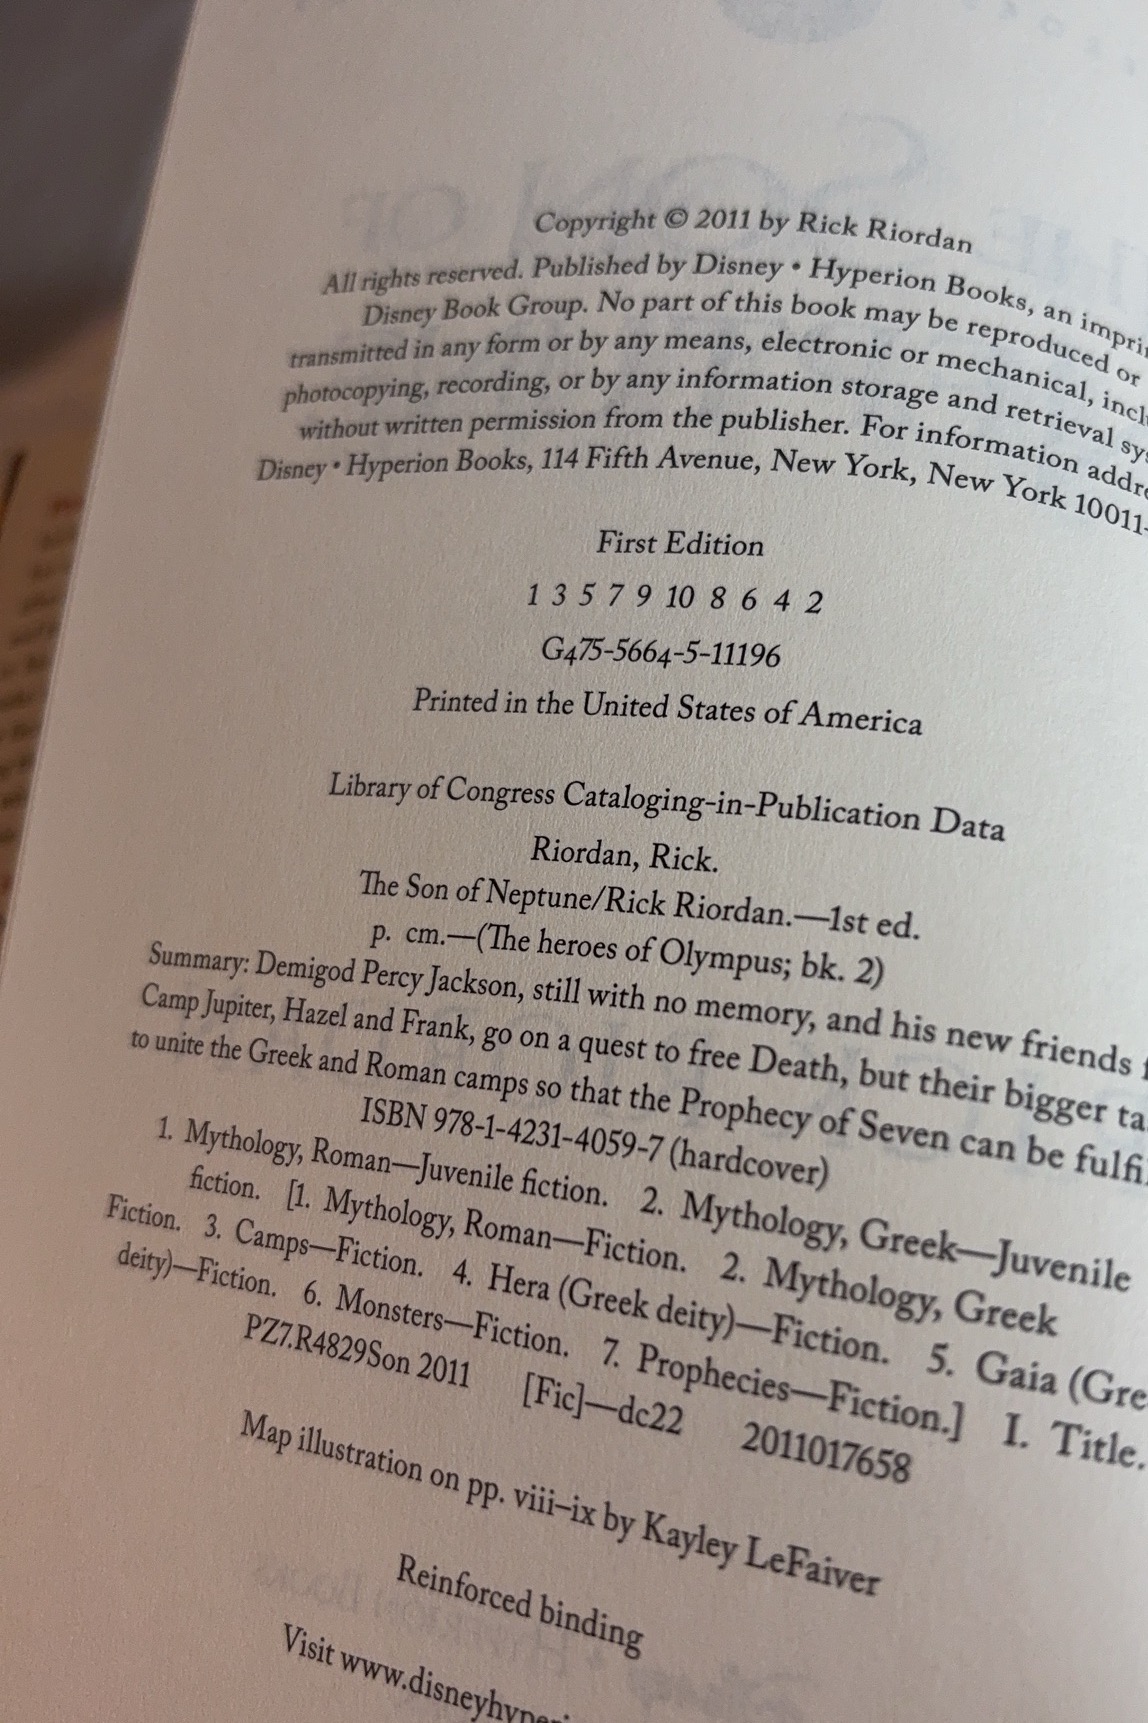 Copyright © 2011 by Rick Riordan
All rights reserved. Published by Disney • Hyperion Books, an
Disney Book Group. No part of this book may be reproduced or
transmitted in any form or by any means, electronic or mechanical,
photocopying, recording, or by any information storage and retrieval
without written permission from the publisher. For information
Disney • Hyperion Books, 114 Fifth Avenue, New York, New York 10011-
First Edition
1 3 5 7 9 10 8 6 4 2
G475-5664-5-11196
Printed in the United States of America
Library of Congress Cataloging-in-Publication Data
Riordan, Rick.
The Son of Neptune/Rick Riordan.—1st ed.
p. cm.—(The heroes of Olympus; bk. 2)
Summary: Demigod Percy Jackson, still with no memory, and his new friends
Camp Jupiter, Hazel and Frank, go on a quest to free Death, but their bigger
to unite the Greek and Roman camps so that the Prophecy of Seven can be
ISBN 978-1-4231-4059-7 (hardcover)
1. Mythology, Roman—Juvenile fiction. 2. Mythology, Greek—Juvenile
fiction. [1. Mythology, Roman—Fiction. 2. Mythology, Greek
Fiction. 3. Camps—Fiction. 4. Hera (Greek deity)—Fiction. 5. Gaia
deity)—Fiction. 6. Monsters—Fiction. 7. Prophecies—Fiction.] I. Title.
PZ7.R4829Son 2011 [Fic]—dc22 2011017658
Map illustration on pp. viii–ix by Kayley LeFaiver
Reinforced binding
Visit